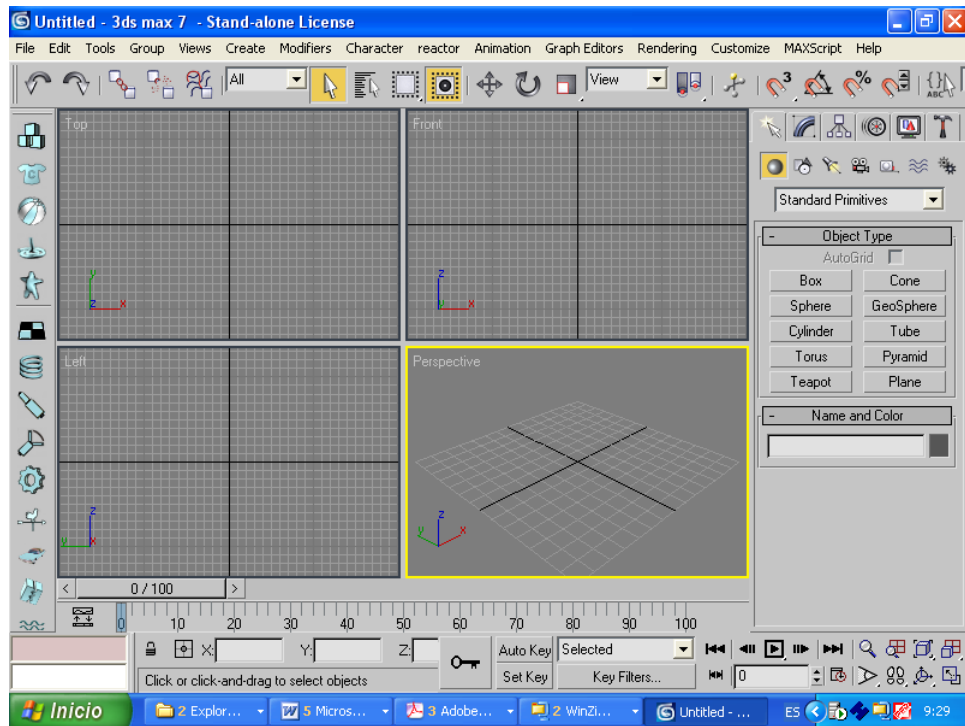 Untitled - 3ds max 7 - Stand-alone License
File Edit Tools Group Views Create Modifiers Character reactor Animation Graph Editors Rendering Customize MAXScript Help
All View 3 % {} ABC
Top Front
Standard Primitives
- Object Type
AutoGrid
Box Cone
Sphere GeoSphere
Cylinder Tube
Torus Pyramid
Teapot Plane
- Name and Color
y z x z y x
Left Perspective
z y x z y x
< 0 / 100 >
0 10 20 30 40 50 60 70 80 90 100
X: Y: Z: Auto Key Selected
Click or click-and-drag to select objects Set Key Key Filters... 0
Inicio 2 Explor... 5 Micros... 3 Adobe... 2 WinZi... Untitled - ... ES 9:29